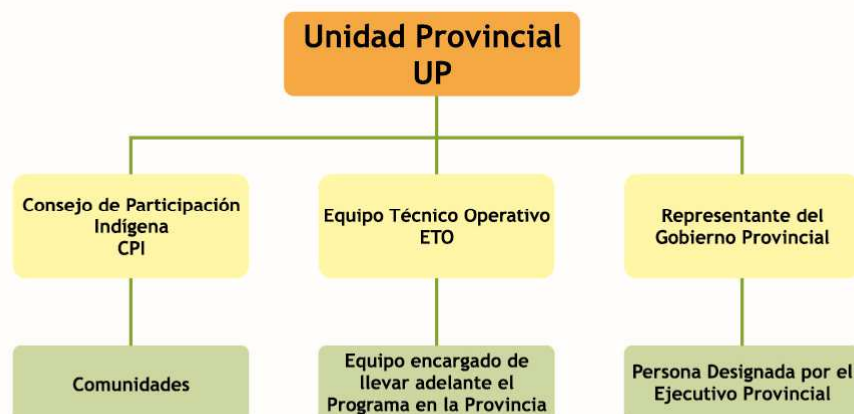 Unidad Provincial
UP
Consejo de Participación
Indígena
CPI
Equipo Técnico Operativo
ETO
Representante del
Gobierno Provincial
Comunidades
Equipo encargado de
llevar adelante el
Programa en la Provincia
Persona Designada por el
Ejecutivo Provincial